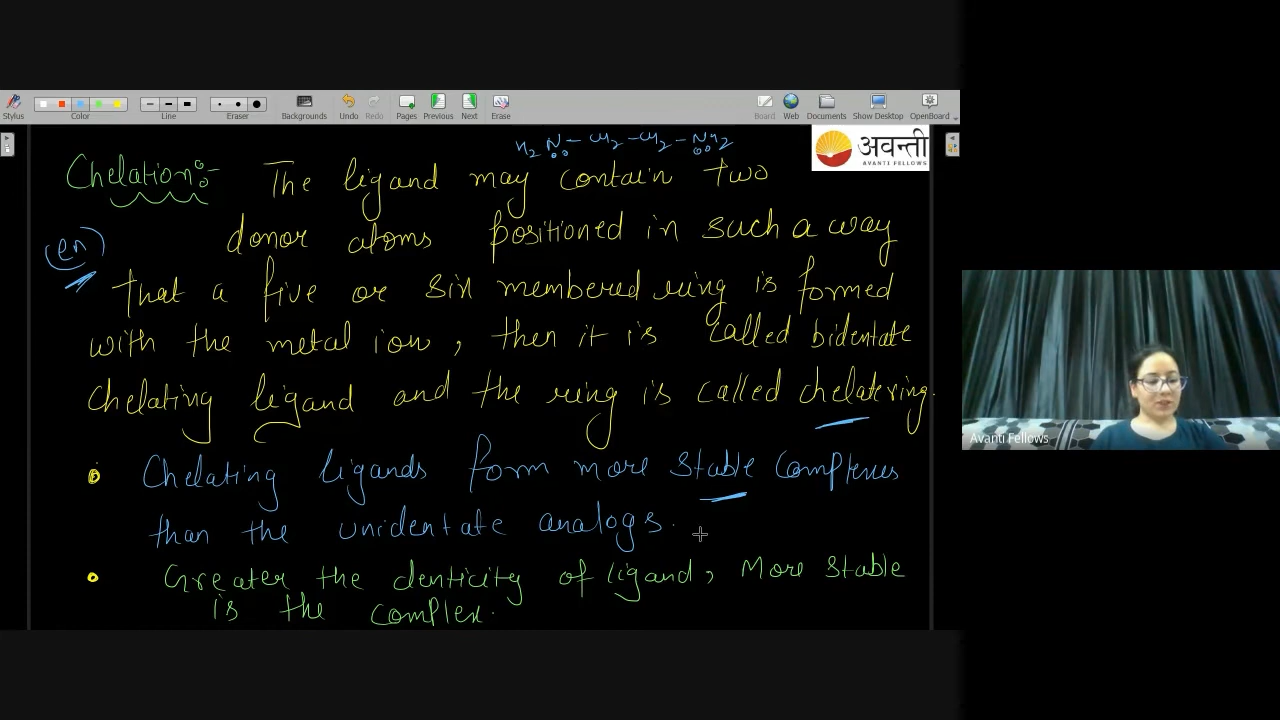 Stylus
Color
Line
Eraser
Backgrounds
Undo
Redo
Pages
Previous
Next
Erase
Board
Web
Documents
Show Desktop
OpenBoard
H2N-CH2-CH2-NH2
अवन्ती
AVANTI FELLOWS
Chelation:- The ligand may contain two
donor atoms positioned in such a way
(en)
that a five or six membered ring is formed
with the metal ion, then it is called bidentate
chelating ligand and the ring is called chelate ring.
Avanti Fellows
• Chelating ligands form more stable Complexes
than the unidentate analogs.
• Greater the denticity of ligand, More stable
is the complex.